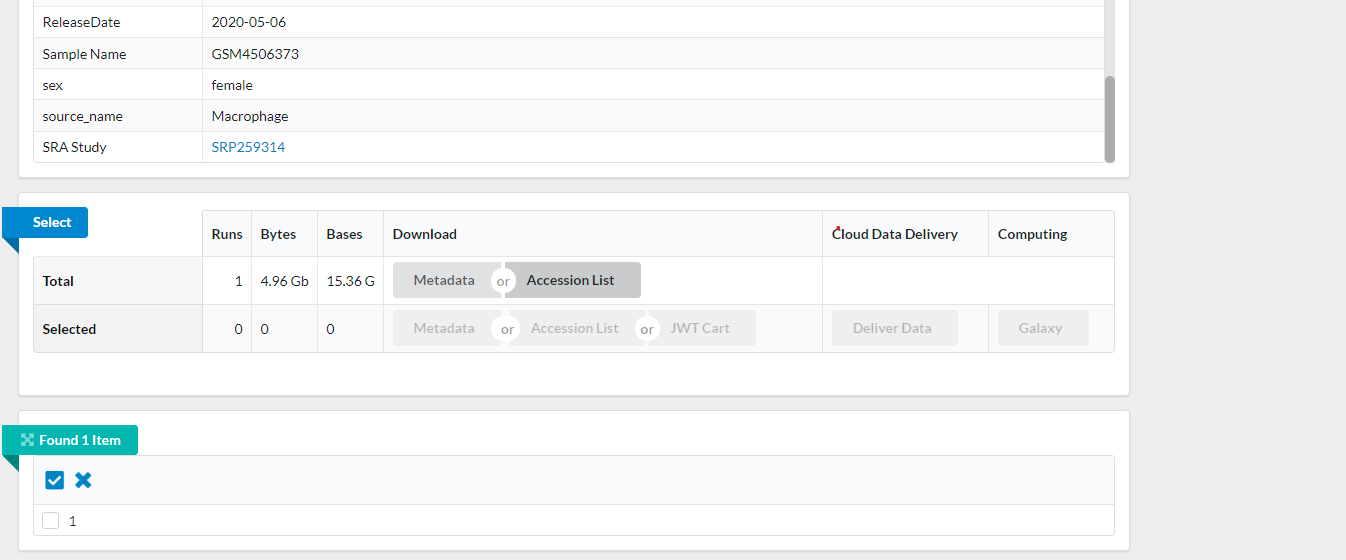 ReleaseDate 2020-05-06
Sample Name GSM4506373
sex female
source_name Macrophage
SRA Study SRP259314
Select
Runs Bytes Bases Download Cloud Data Delivery Computing
Total 1 4.96 Gb 15.36 G Metadata or Accession List
Selected 0 0 0 Metadata or Accession List or JWT Cart Deliver Data Galaxy
Found 1 Item
1